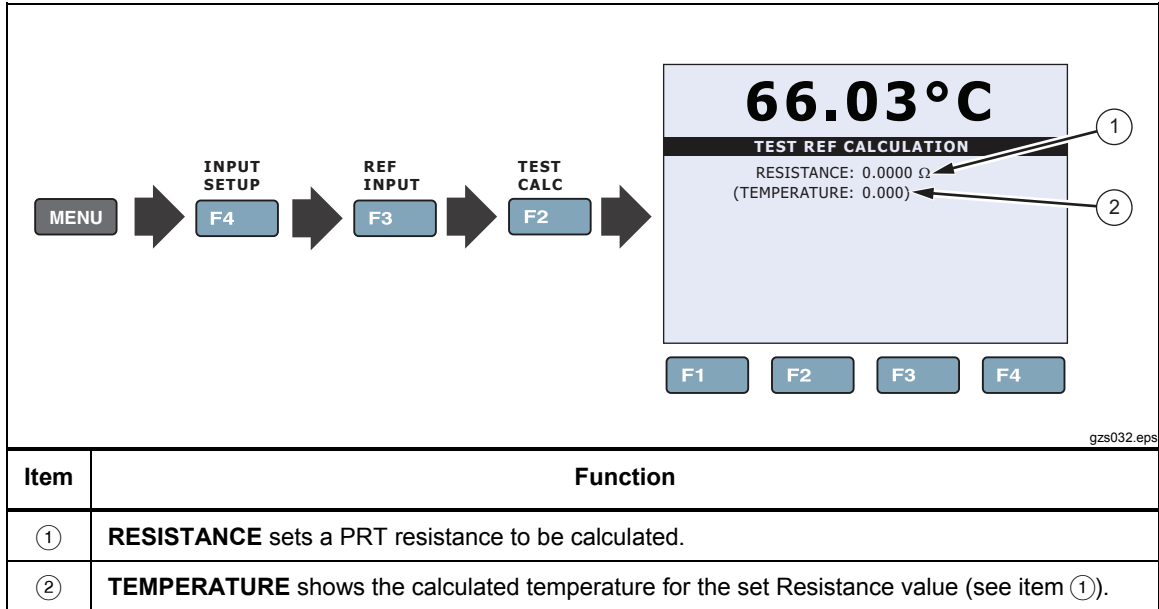 66.03°C
TEST REF CALCULATION
RESISTANCE: 0.0000 Ω
(TEMPERATURE: 0.000)
1
2
INPUT
SETUP
REF
INPUT
TEST
CALC
MENU
F4
F3
F2
F1
F2
F3
F4
gzs032.eps
Item
Function
①
RESISTANCE sets a PRT resistance to be calculated.
②
TEMPERATURE shows the calculated temperature for the set Resistance value (see item ①).